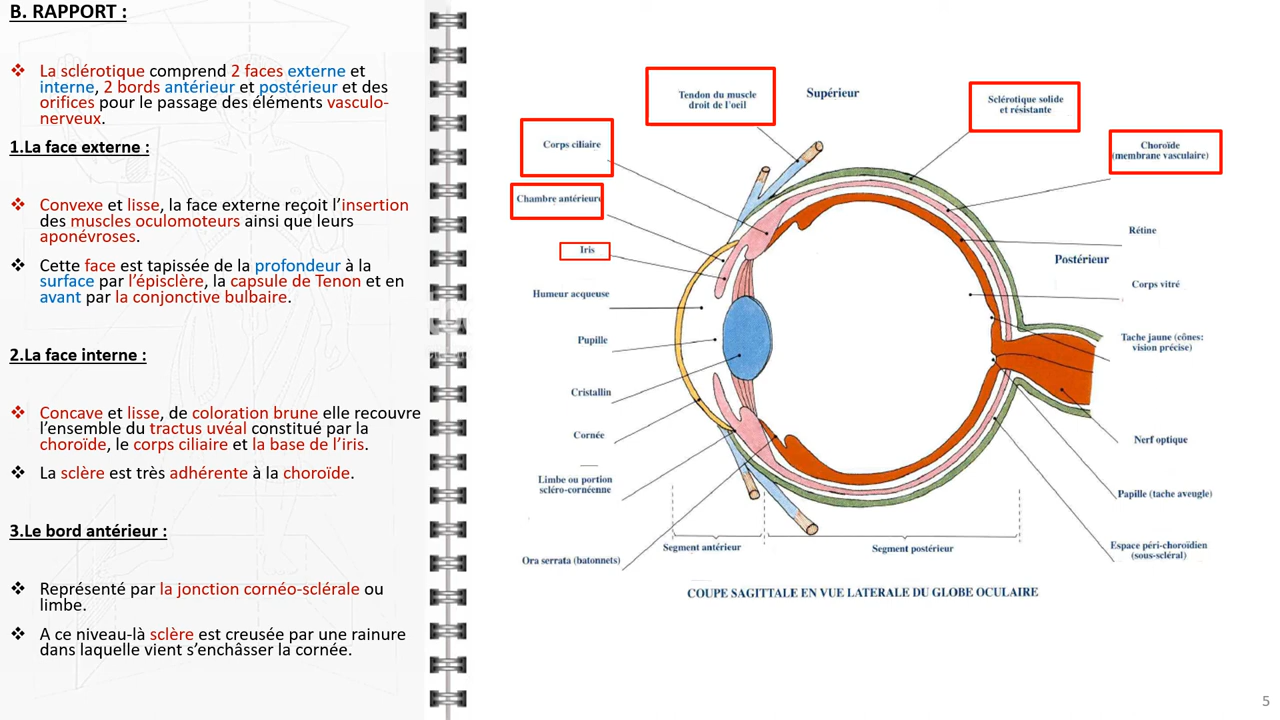 B. RAPPORT :
❖ La sclérotique comprend 2 faces externe et
interne, 2 bords antérieur et postérieur et des
orifices pour le passage des éléments vasculo-
nerveux.
1.La face externe :
❖ Convexe et lisse, la face externe reçoit l’insertion
des muscles oculomoteurs ainsi que leurs
aponévroses.
❖ Cette face est tapissée de la profondeur à la
surface par l’épisclère, la capsule de Tenon et en
avant par la conjonctive bulbaire.
2.La face interne :
❖ Concave et lisse, de coloration brune elle recouvre
l’ensemble du tractus uvéal constitué par la
choroïde, le corps ciliaire et la base de l’iris.
❖ La sclère est très adhérente à la choroïde.
3.Le bord antérieur :
❖ Représenté par la jonction cornéo-sclérale ou
limbe.
❖ A ce niveau-là sclère est creusée par une rainure
dans laquelle vient s’enchâsser la cornée.
Tendon du muscle
droit de l'oeil
Supérieur
Sclérotique solide
et résistante
Corps ciliaire
Choroïde
(membrane vasculaire)
Chambre antérieure
Iris
Rétine
Postérieur
Humeur acqueuse
Corps vitré
Pupille
Tache jaune (cônes:
vision précise)
Cristallin
Cornée
Nerf optique
Limbe ou portion
scléro-cornéenne
Papille (tache aveugle)
Ora serrata (batonnets)
Segment antérieur
Segment postérieur
Espace péri-choroïdien
(sous-scléral)
COUPE SAGITTALE EN VUE LATERALE DU GLOBE OCULAIRE
5